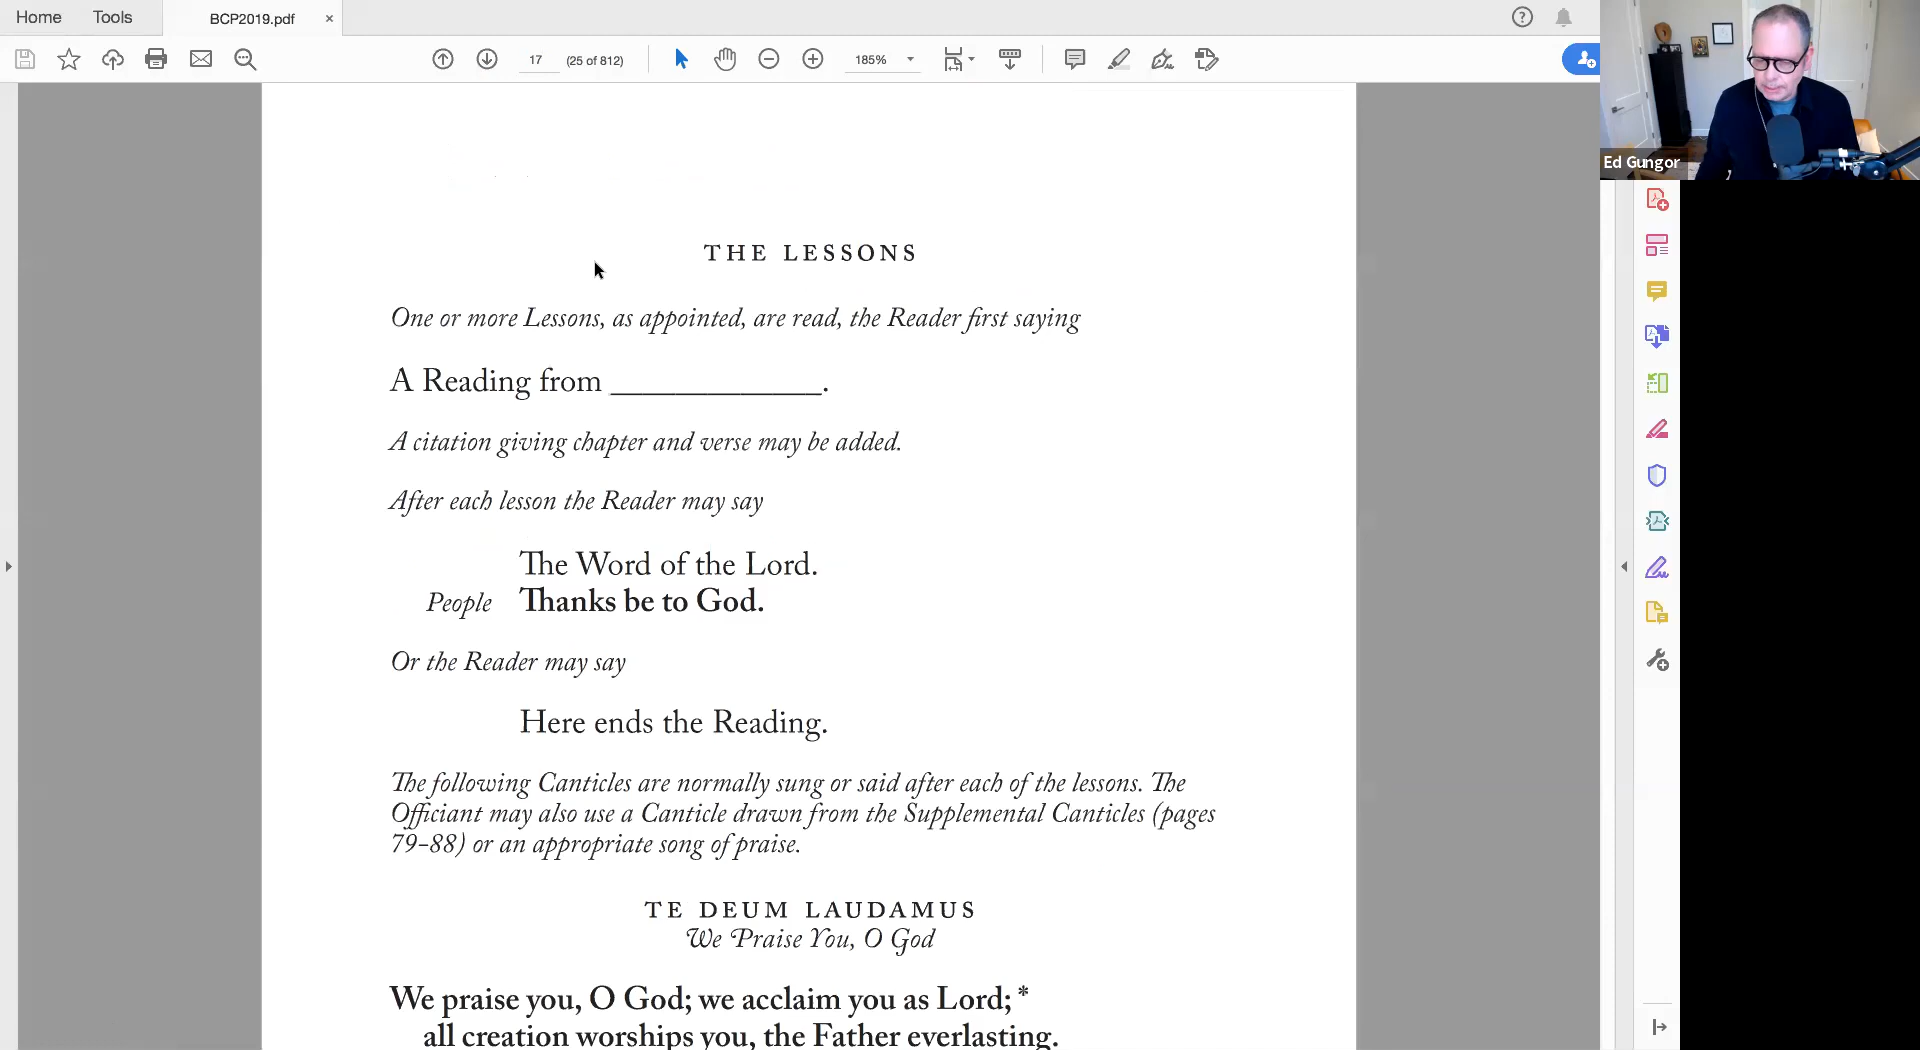 Home Tools BCP2019.pdf ×
17 (25 of 812) 185%
Ed Gungor
THE LESSONS
One or more Lessons, as appointed, are read, the Reader first saying
A Reading from ______________.
A citation giving chapter and verse may be added.
After each lesson the Reader may say
The Word of the Lord.
People Thanks be to God.
Or the Reader may say
Here ends the Reading.
The following Canticles are normally sung or said after each of the lessons. The
Officiant may also use a Canticle drawn from the Supplemental Canticles (pages
79–88) or an appropriate song of praise.
TE DEUM LAUDAMUS
We Praise You, O God
We praise you, O God; we acclaim you as Lord; *
all creation worships you, the Father everlasting.